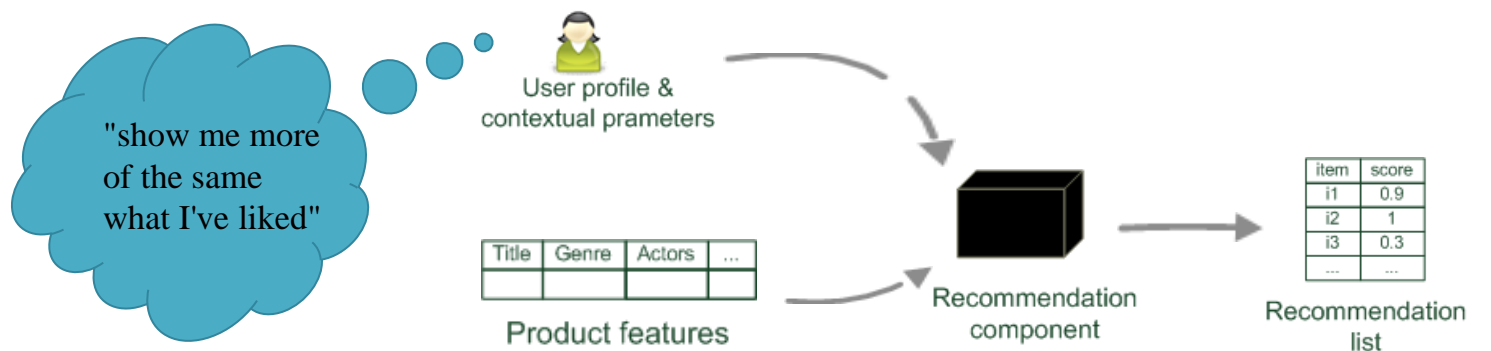 "show me more
of the same
what I've liked"
User profile &
contextual prameters
Title Genre Actors ...
Product features
Recommendation
component
item score
i1 0.9
i2 1
i3 0.3
... ...
Recommendation
list